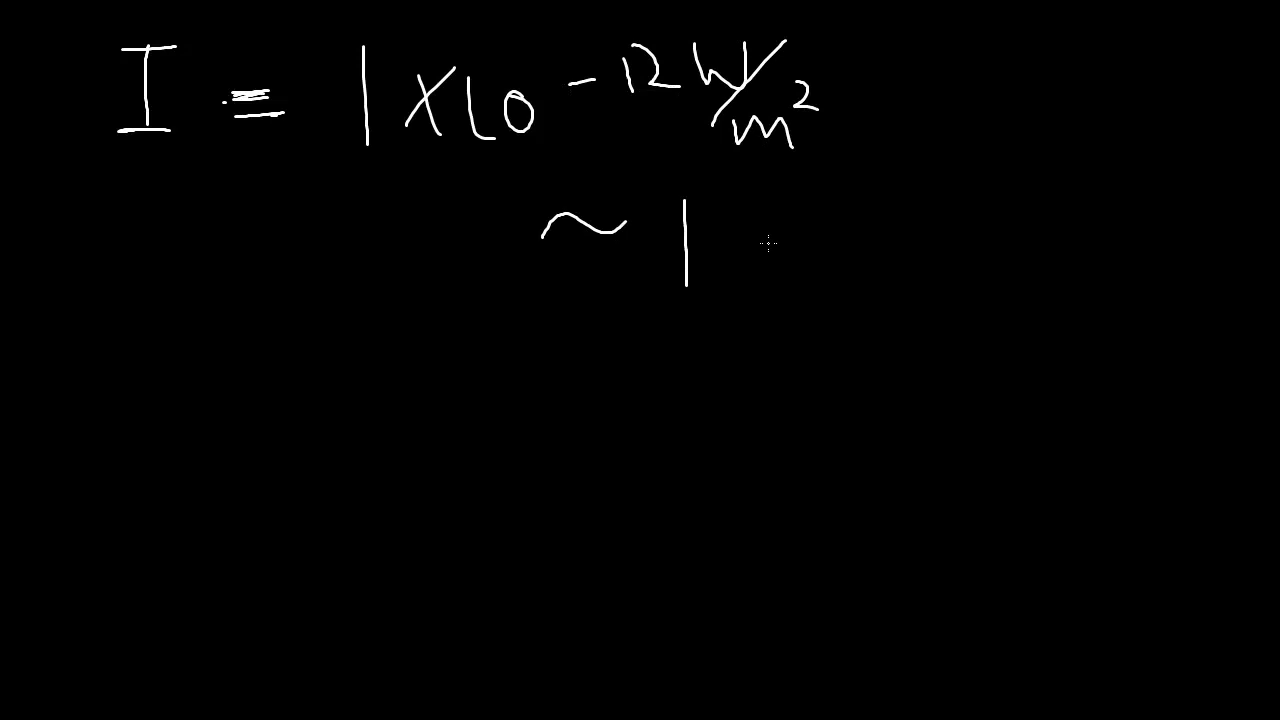 I = 1 x 10⁻¹² W/m²
~ 1